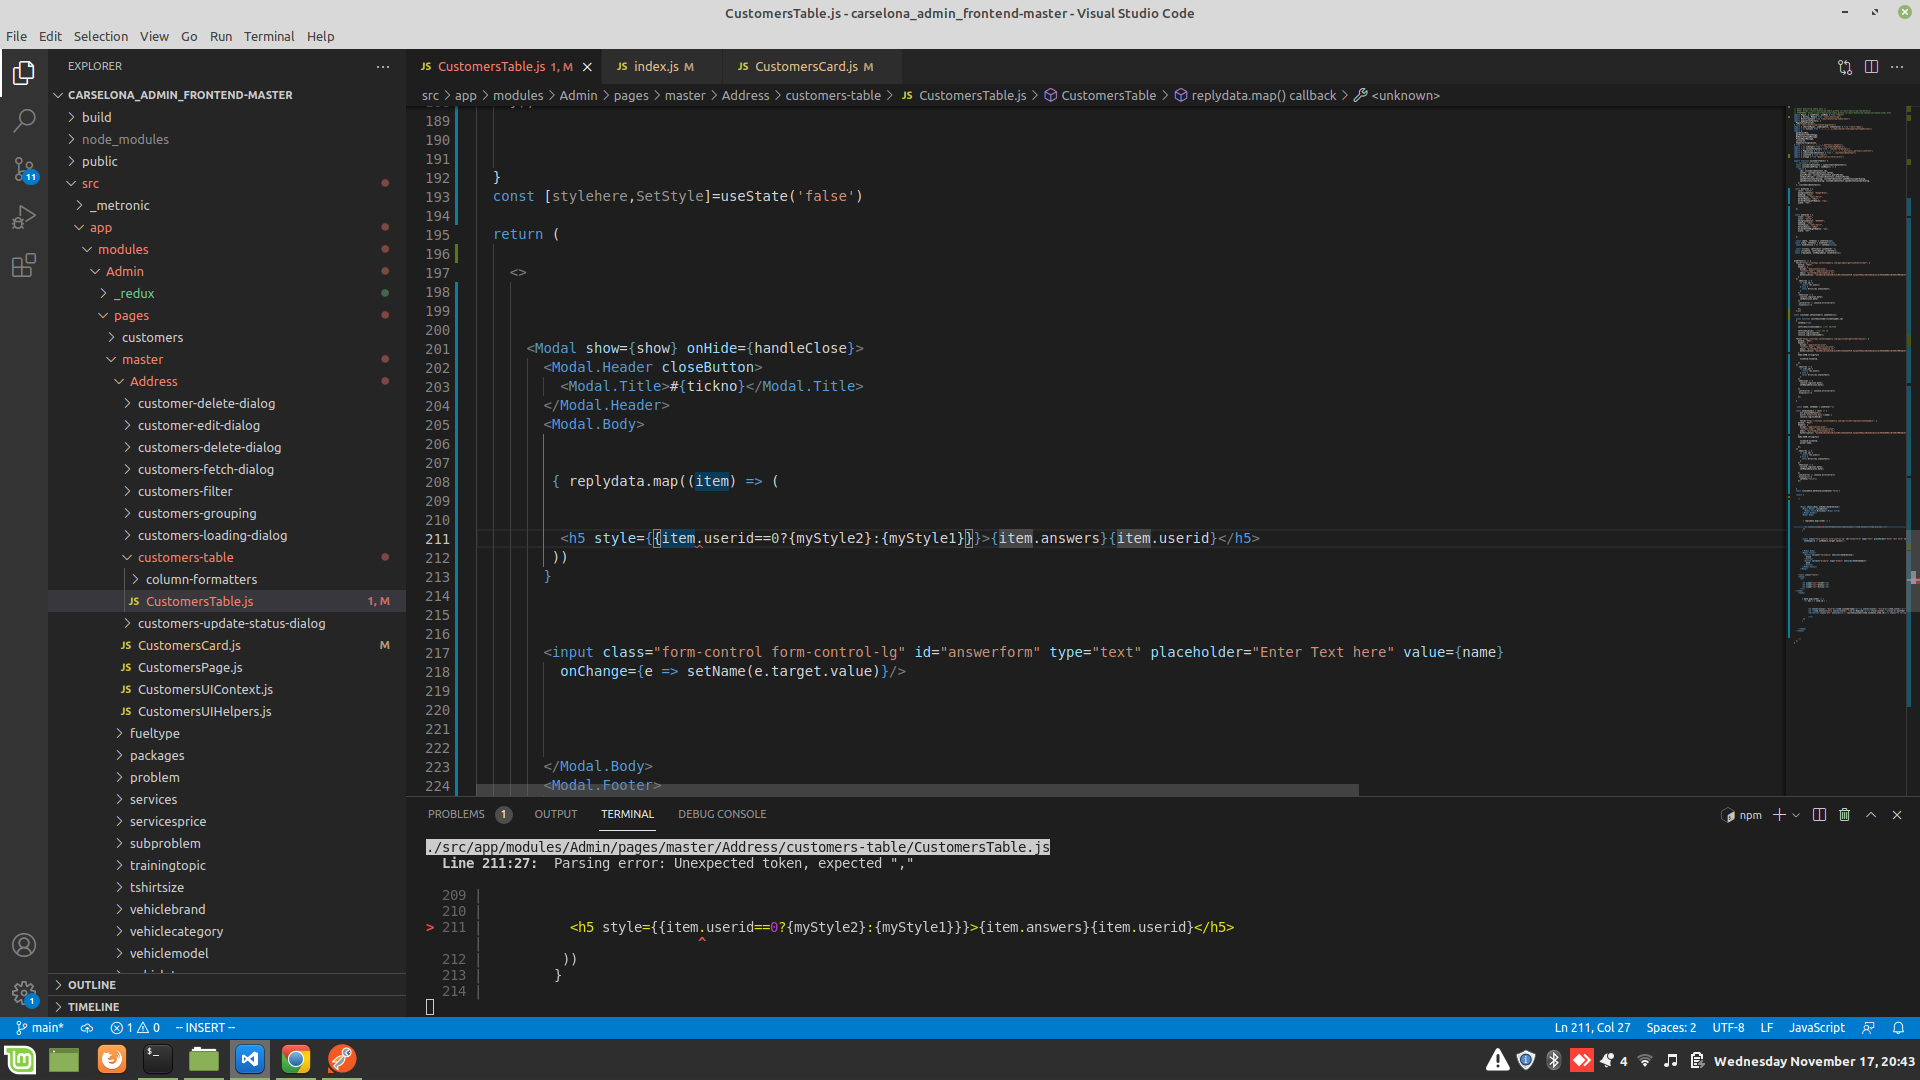 CustomersTable.js - carselona_admin_frontend-master - Visual Studio Code
File Edit Selection View Go Run Terminal Help
EXPLORER
CARSELONA_ADMIN_FRONTEND-MASTER
build
node_modules
public
src
_metronic
app
modules
Admin
_redux
pages
customers
master
Address
customer-delete-dialog
customer-edit-dialog
customers-delete-dialog
customers-fetch-dialog
customers-filter
customers-grouping
customers-loading-dialog
customers-table
column-formatters
JS CustomersTable.js 1, M
customers-update-status-dialog
JS CustomersCard.js M
JS CustomersPage.js
JS CustomersUIContext.js
JS CustomersUIHelpers.js
fueltype
packages
problem
services
servicesprice
subproblem
trainingtopic
tshirtsize
vehiclebrand
vehiclecategory
vehiclemodel
OUTLINE
TIMELINE
11
1
JS CustomersTable.js 1, M JS index.js M JS CustomersCard.js M
src > app > modules > Admin > pages > master > Address > customers-table > JS CustomersTable.js > CustomersTable > replydata.map() callback > <unknown>
189
190
191
192 }
193 const [stylehere,SetStyle]=useState('false')
194
195 return (
196
197 <>
198
199
200
201 <Modal show={show} onHide={handleClose}>
202 <Modal.Header closeButton>
203 <Modal.Title>#{tickno}</Modal.Title>
204 </Modal.Header>
205 <Modal.Body>
206
207
208 { replydata.map((item) => (
209
210
211 <h5 style={{item.userid==0?{myStyle2}:{myStyle1}}}>{item.answers}{item.userid}</h5>
212 ))
213 }
214
215
216
217 <input class="form-control form-control-lg" id="answerform" type="text" placeholder="Enter Text here" value={name}
218 onChange={e => setName(e.target.value)}/>
219
220
221
222
223 </Modal.Body>
224 <Modal.Footer>
PROBLEMS 1 OUTPUT TERMINAL DEBUG CONSOLE
npm
./src/app/modules/Admin/pages/master/Address/customers-table/CustomersTable.js
Line 211:27: Parsing error: Unexpected token, expected ","
209 |
210 |
> 211 | <h5 style={{item.userid==0?{myStyle2}:{myStyle1}}}>{item.answers}{item.userid}</h5>
| ^
212 | ))
213 | }
214 |
main* 1 0 -- INSERT --
Ln 211, Col 27 Spaces: 2 UTF-8 LF JavaScript
4 Wednesday November 17, 20:43